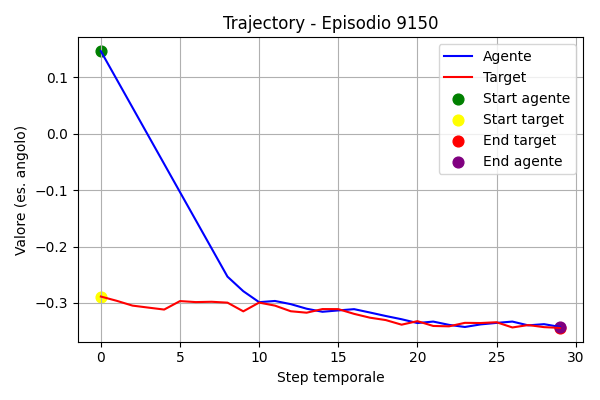 Trajectory - Episodio 9150
Valore (es. angolo)
0.1
0.0
−0.1
−0.2
−0.3
Agente
Target
Start agente
Start target
End target
End agente
0 5 10 15 20 25 30
Step temporale